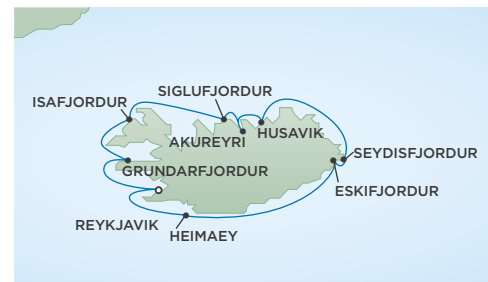 SIGLUFJORDUR
ISAFJORDUR
HUSAVIK
AKUREYRI
SEYDISFJORDUR
GRUNDARFJORDUR
ESKIFJORDUR
REYKJAVIK
HEIMAEY